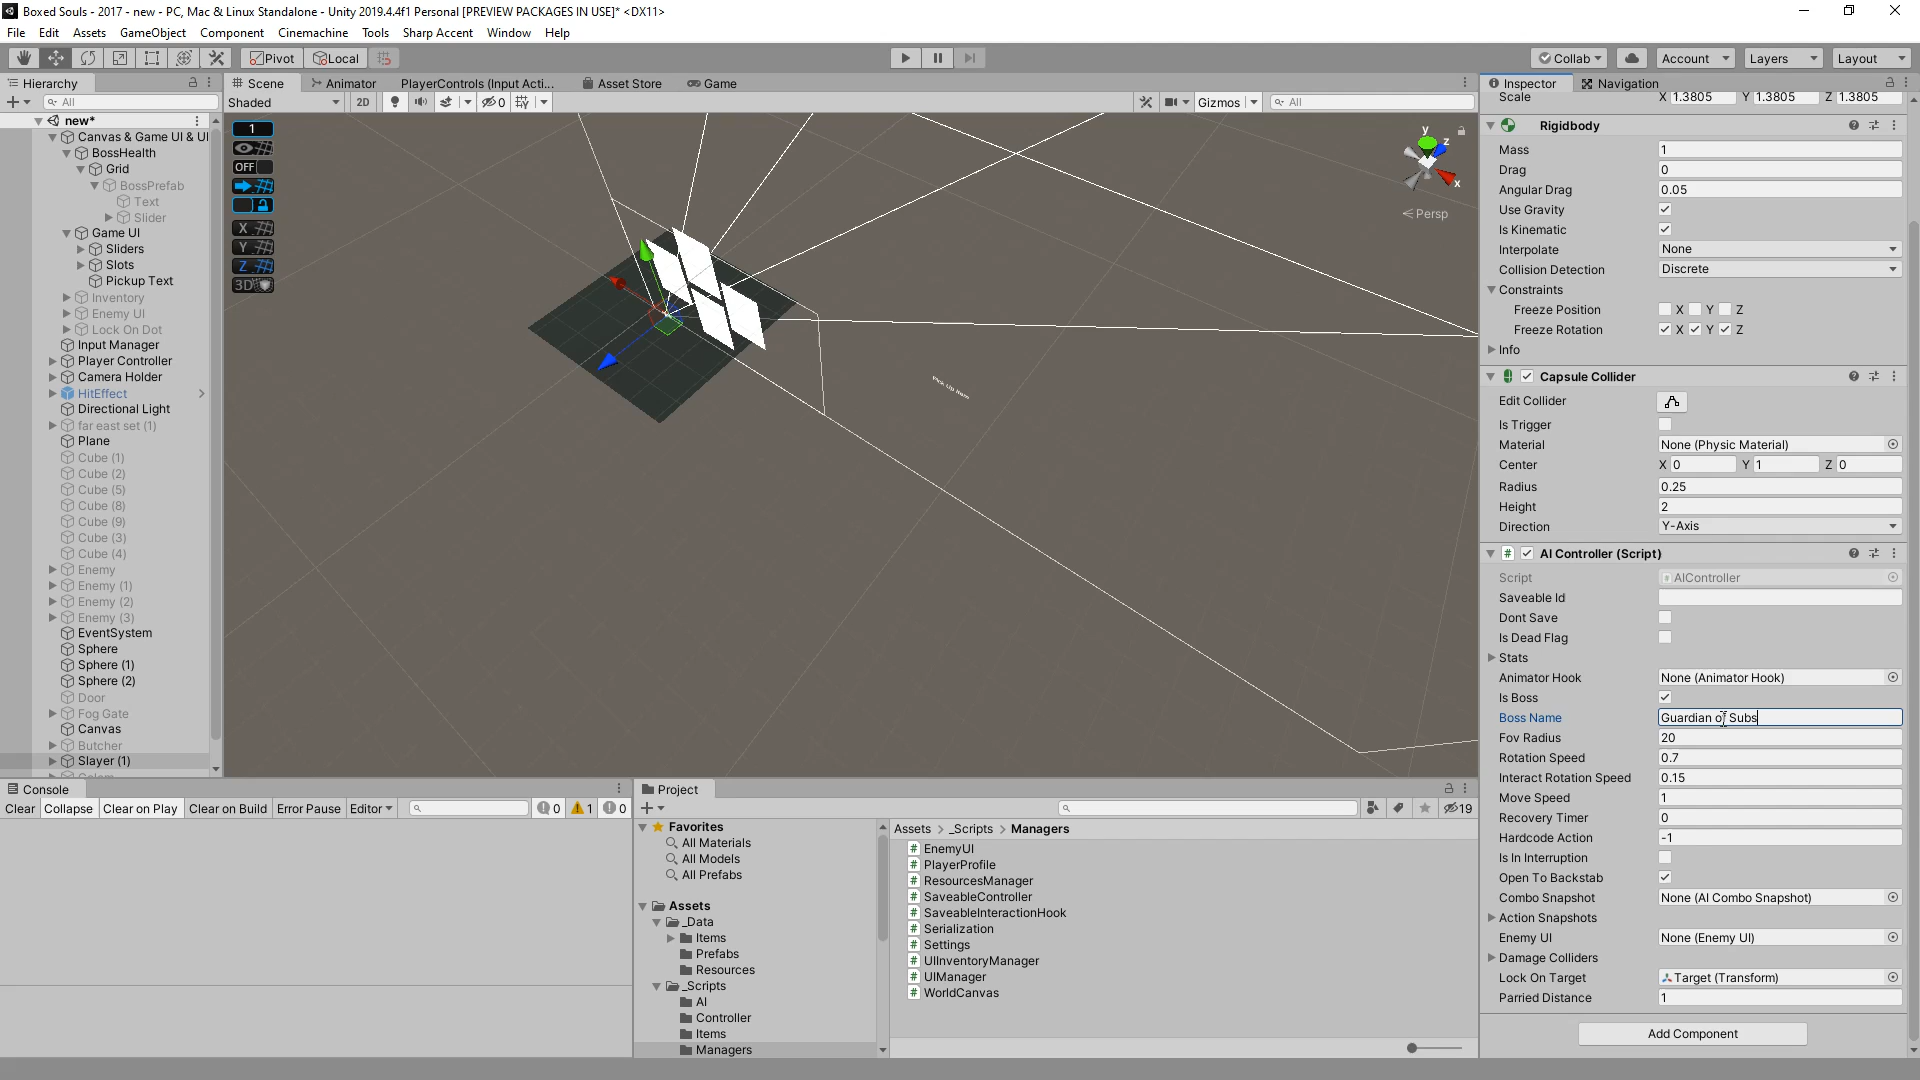 Boxed Souls - 2017 - new - PC, Mac & Linux Standalone - Unity 2019.4.4f1 Personal [PREVIEW PACKAGES IN USE]* <DX11>
File Edit Assets GameObject Component Cinemachine Tools Sharp Accent Window Help
Pivot Local Collab Account Layers Layout
Hierarchy Scene Animator PlayerControls (Input Acti... Asset Store Game Inspector Navigation
All Shaded 2D 0 Gizmos All
Scale X 1.3805 Y 1.3805 Z 1.3805
new*
Canvas & Game UI & UI
BossHealth
Grid
BossPrefab
Text
Slider
Game UI
Sliders
Slots
Pickup Text
Inventory
Enemy UI
Lock On Dot
Input Manager
Player Controller
Camera Holder
HitEffect
Directional Light
far east set (1)
Plane
Cube (1)
Cube (2)
Cube (5)
Cube (8)
Cube (9)
Cube (3)
Cube (4)
Enemy
Enemy (1)
Enemy (2)
Enemy (3)
EventSystem
Sphere
Sphere (1)
Sphere (2)
Door
Fog Gate
Canvas
Butcher
Slayer (1)
Golem
1
OFF
X
Y
Z
3D
y
z
x
Persp
Pick Up Item
Rigidbody
Mass 1
Drag 0
Angular Drag 0.05
Use Gravity
Is Kinematic
Interpolate None
Collision Detection Discrete
Constraints
Freeze Position X Y Z
Freeze Rotation X Y Z
Info
Capsule Collider
Edit Collider
Is Trigger
Material None (Physic Material)
Center X 0 Y 1 Z 0
Radius 0.25
Height 2
Direction Y-Axis
# AI Controller (Script)
Script AIController
Saveable Id
Dont Save
Is Dead Flag
Stats
Animator Hook None (Animator Hook)
Is Boss
Boss Name Guardian of Subs
Fov Radius 20
Rotation Speed 0.7
Interact Rotation Speed 0.15
Move Speed 1
Recovery Timer 0
Hardcode Action -1
Is In Interruption
Open To Backstab
Combo Snapshot None (AI Combo Snapshot)
Action Snapshots
Enemy UI None (Enemy UI)
Damage Colliders
Lock On Target Target (Transform)
Parried Distance 1
Add Component
Console
Clear Collapse Clear on Play Clear on Build Error Pause Editor 0 1 0
Project
19
Favorites
All Materials
All Models
All Prefabs
Assets
_Data
Items
Prefabs
Resources
_Scripts
AI
Controller
Items
Managers
Assets > _Scripts > Managers
# EnemyUI
# PlayerProfile
# ResourcesManager
# SaveableController
# SaveableInteractionHook
# Serialization
# Settings
# UIInventoryManager
# UIManager
# WorldCanvas